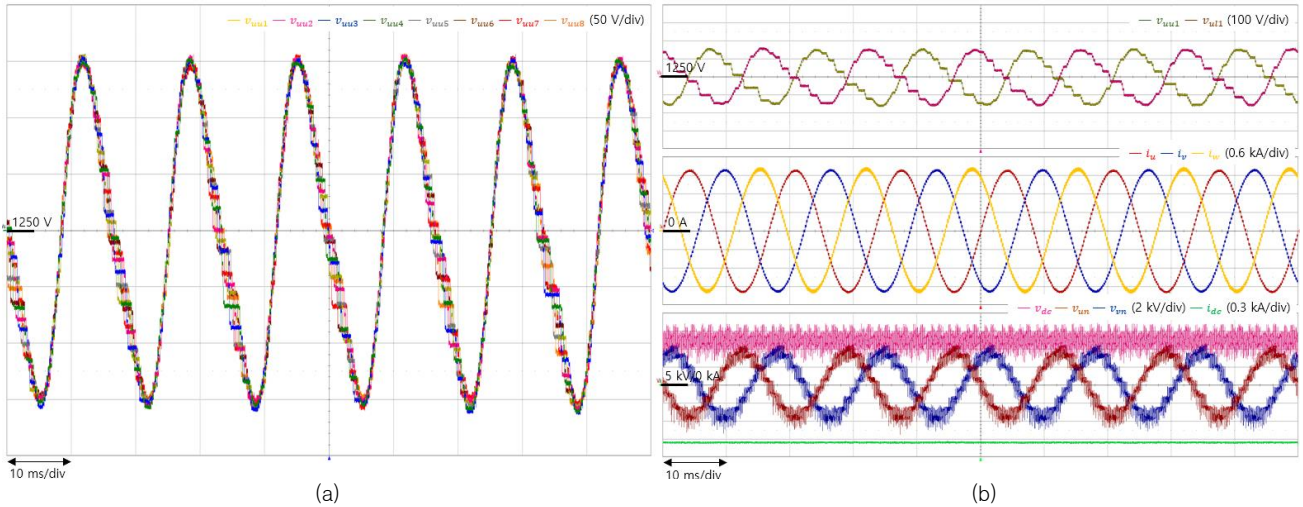 v_uu1 v_uu2 v_uu3 v_uu4 v_uu5 v_uu6 v_uu7 v_uu8 (50 V/div)
1250 V
10 ms/div
(a)
v_uu1 v_ul1 (100 V/div)
1250 V
i_u i_v i_w (0.6 kA/div)
0 A
v_dc v_un v_vn (2 kV/div) i_dc (0.3 kA/div)
5 kV/0 kA
10 ms/div
(b)